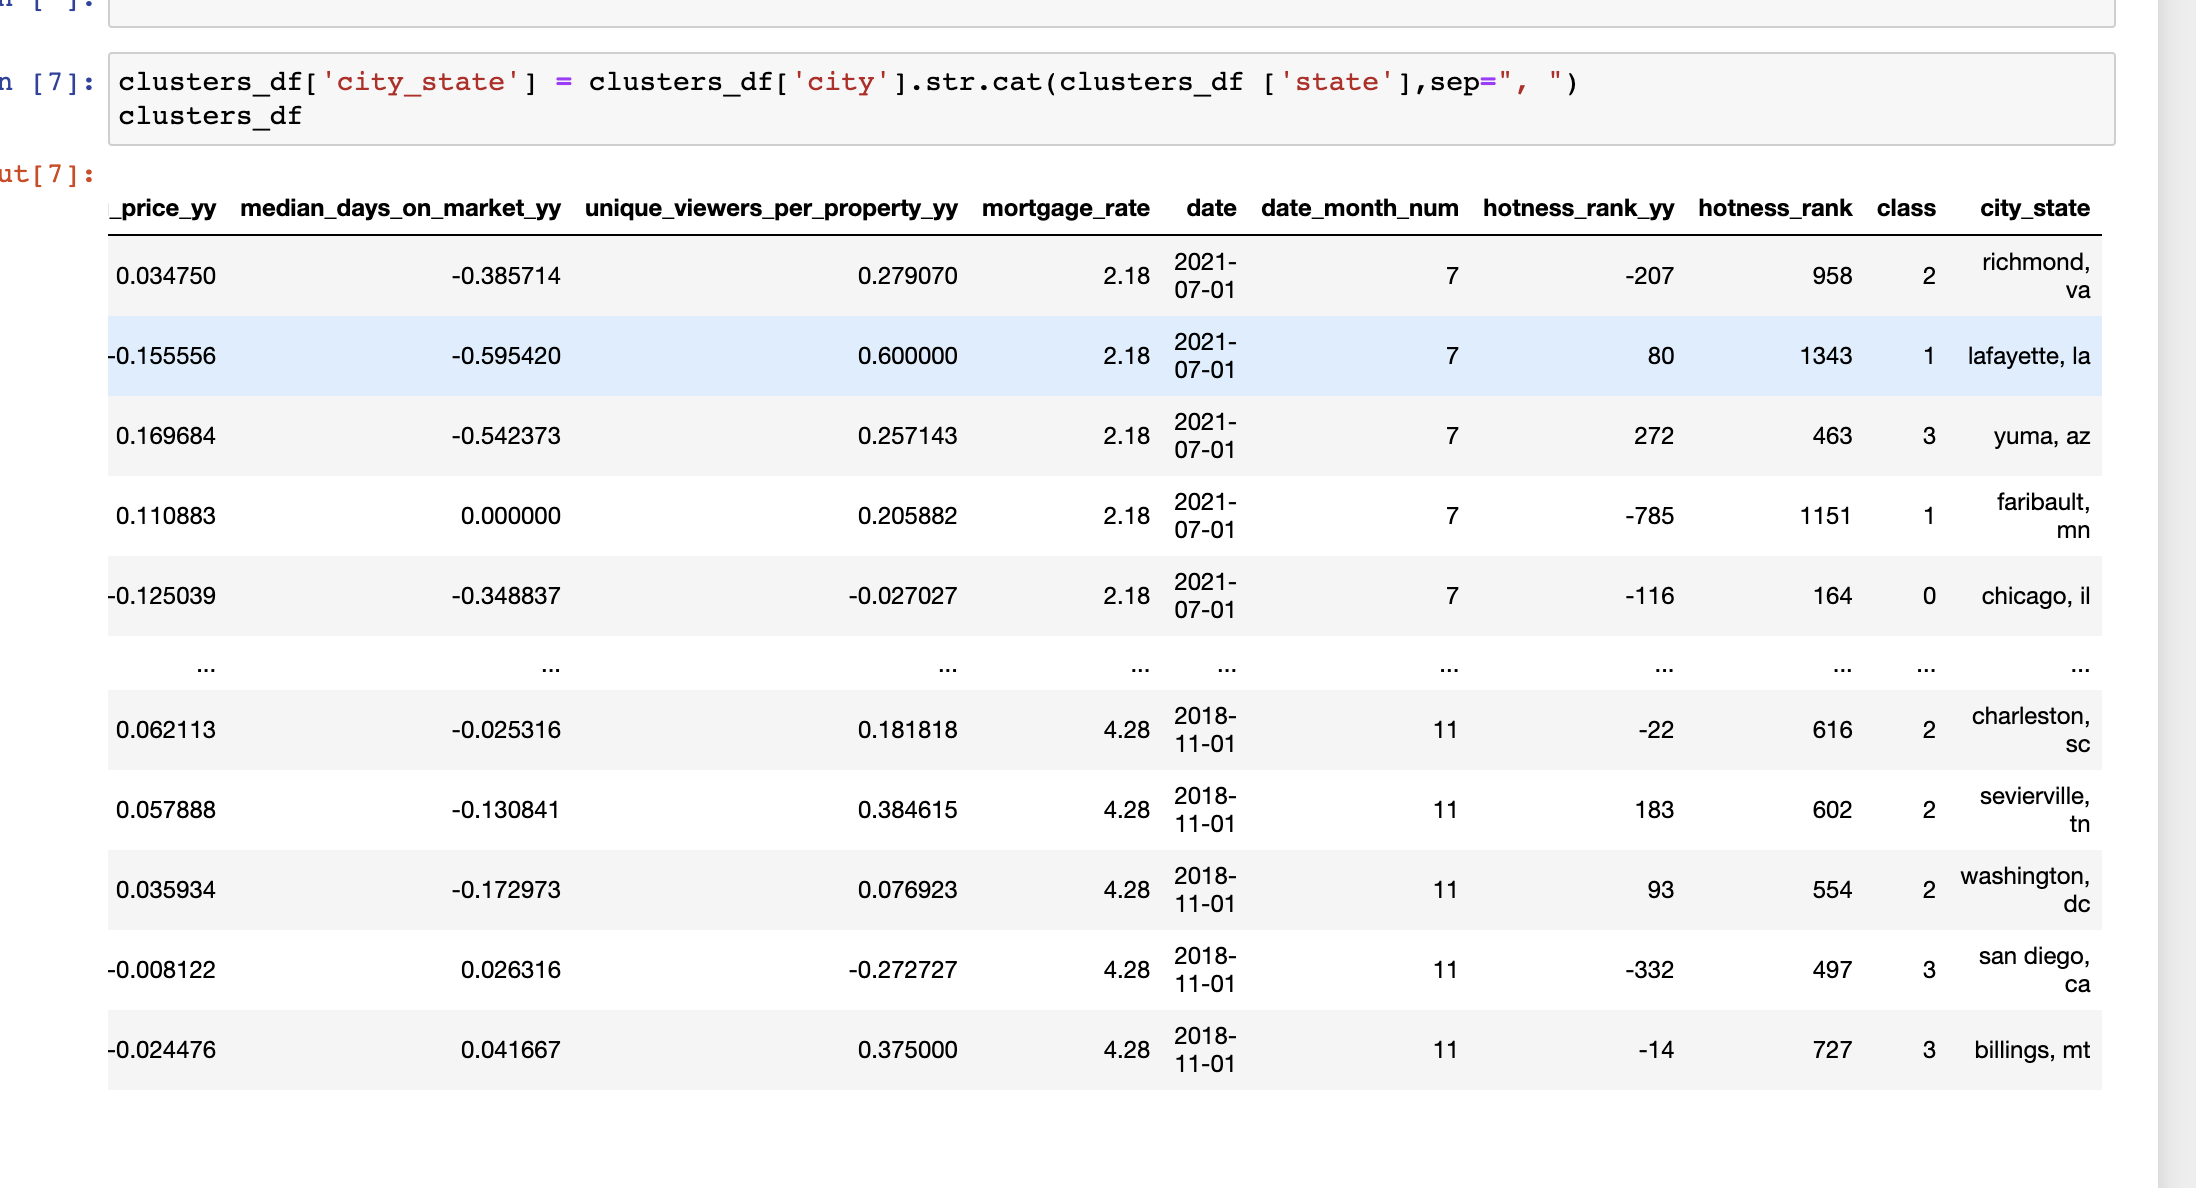 n [ ]:
n [7]: clusters_df['city_state'] = clusters_df['city'].str.cat(clusters_df ['state'],sep=", ")
clusters_df
ut[7]:
_price_yy median_days_on_market_yy unique_viewers_per_property_yy mortgage_rate date date_month_num hotness_rank_yy hotness_rank class city_state
0.034750 -0.385714 0.279070 2.18 2021-07-01 7 -207 958 2 richmond, va
-0.155556 -0.595420 0.600000 2.18 2021-07-01 7 80 1343 1 lafayette, la
0.169684 -0.542373 0.257143 2.18 2021-07-01 7 272 463 3 yuma, az
0.110883 0.000000 0.205882 2.18 2021-07-01 7 -785 1151 1 faribault, mn
-0.125039 -0.348837 -0.027027 2.18 2021-07-01 7 -116 164 0 chicago, il
... ... ... ... ... ... ... ... ... ...
0.062113 -0.025316 0.181818 4.28 2018-11-01 11 -22 616 2 charleston, sc
0.057888 -0.130841 0.384615 4.28 2018-11-01 11 183 602 2 sevierville, tn
0.035934 -0.172973 0.076923 4.28 2018-11-01 11 93 554 2 washington, dc
-0.008122 0.026316 -0.272727 4.28 2018-11-01 11 -332 497 3 san diego, ca
-0.024476 0.041667 0.375000 4.28 2018-11-01 11 -14 727 3 billings, mt